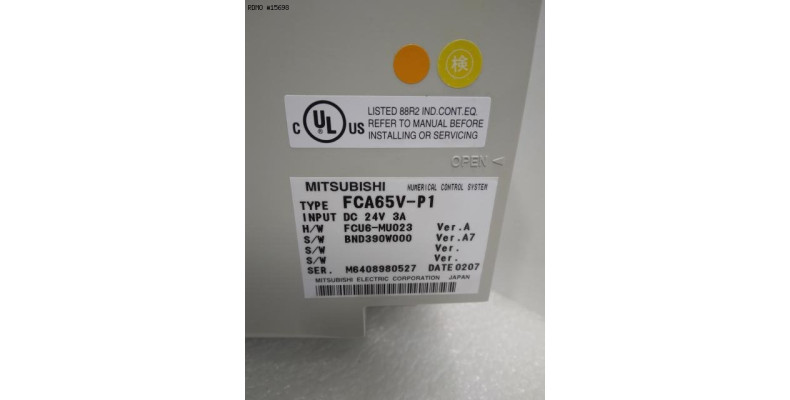 RDMO #15698
検
C UL US
LISTED 88R2 IND.CONT.EQ.
REFER TO MANUAL BEFORE
INSTALLING OR SERVICING
OPEN <
MITSUBISHI NUMERICAL CONTROL SYSTEM
TYPE FCA65V-P1
INPUT DC 24V 3A
H/W FCU6-MU023 Ver.A
S/W BND390W000 Ver.A7
S/W Ver.
S/W Ver.
SER. M6408980527 DATE 0207
MITSUBISHI ELECTRIC CORPORATION JAPAN